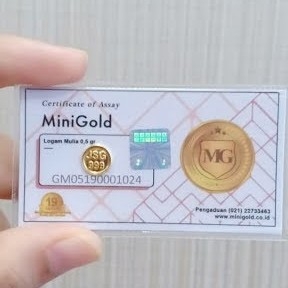 Certificate of Assay
MiniGold
Logam Mulia 0,5 gr
JSG
999
MG
GM05190001024
19
Pengaduan (021) 22733463
www.minigold.co.id